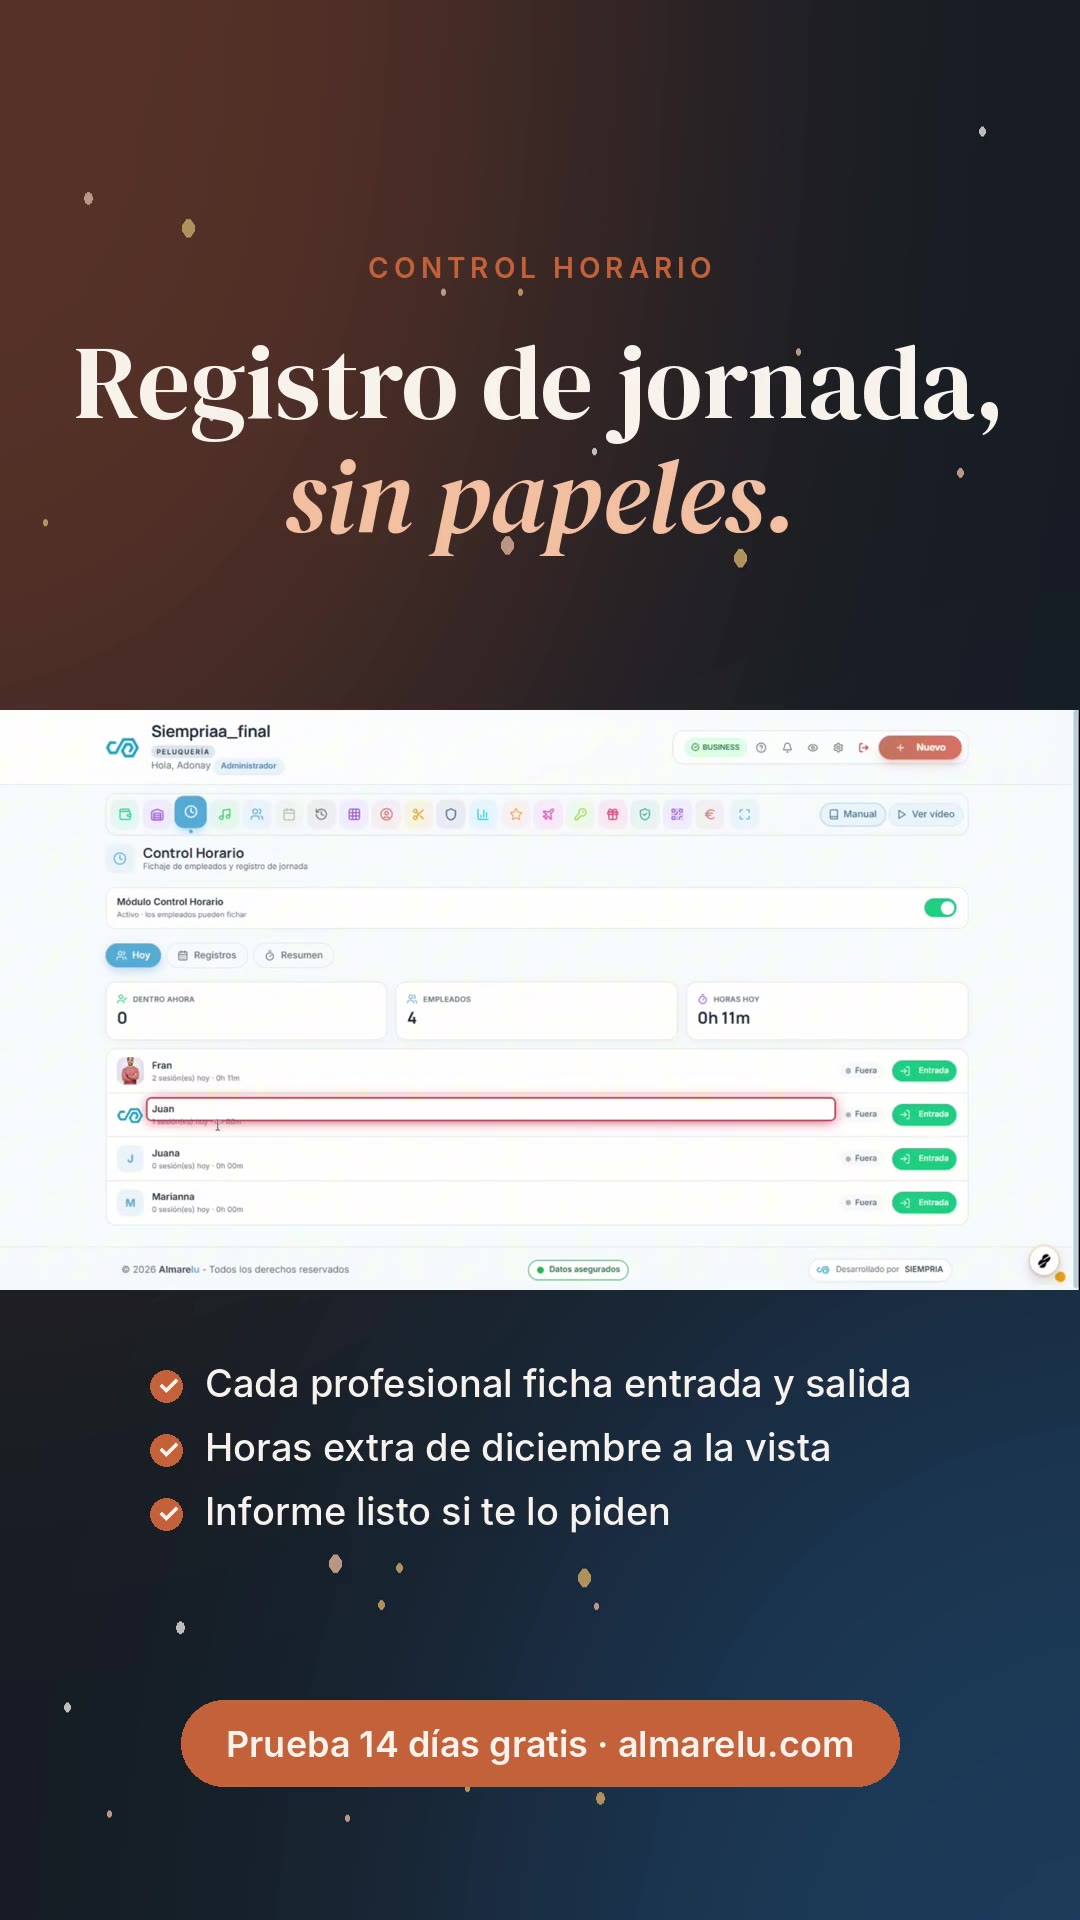 CONTROL HORARIO
Registro de jornada,
sin papeles.
Siempriaa_final
PELUQUERÍA
Hola, Adonay Administrador
BUSINESS
+ Nuevo
Manual
Ver vídeo
Control Horario
Fichaje de empleados y registro de jornada
Módulo Control Horario
Activo · los empleados pueden fichar
Hoy
Registros
Resumen
DENTRO AHORA
0
EMPLEADOS
4
HORAS HOY
0h 11m
Fran
2 sesión(es) hoy · 0h 11m
Fuera
Entrada
Juan
Fuera
Entrada
J
Juana
0 sesión(es) hoy · 0h 00m
Fuera
Entrada
M
Marianna
0 sesión(es) hoy · 0h 00m
Fuera
Entrada
© 2026 Almarelu - Todos los derechos reservados
Datos asegurados
Desarrollado por SIEMPRIA
Cada profesional ficha entrada y salida
Horas extra de diciembre a la vista
Informe listo si te lo piden
Prueba 14 días gratis · almarelu.com